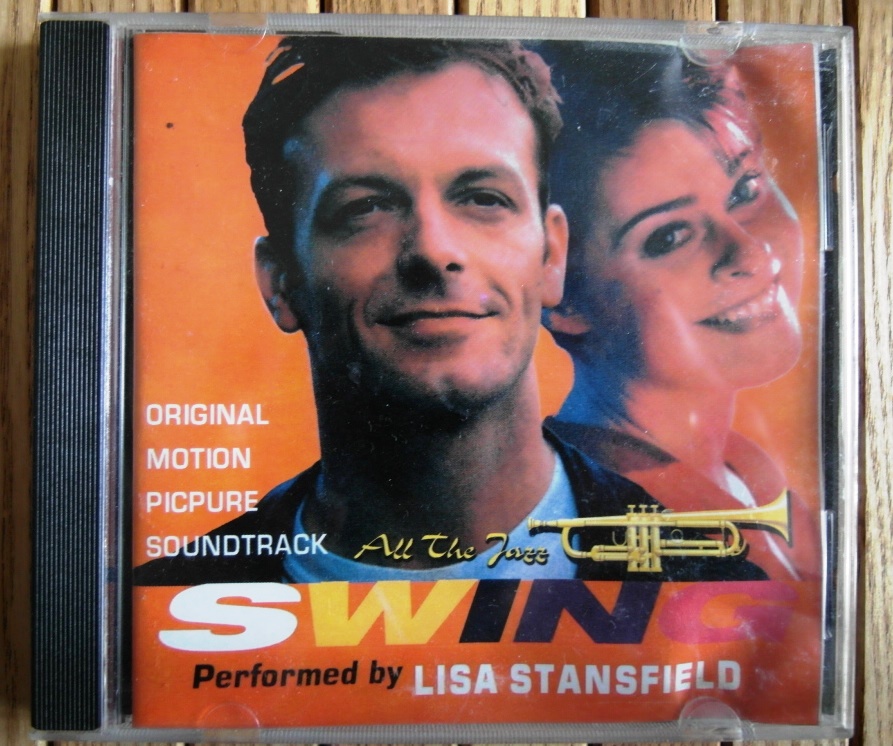 ORIGINAL
MOTION
PICPURE
SOUNDTRACK
All The Jazz
SWING
Performed by LISA STANSFIELD